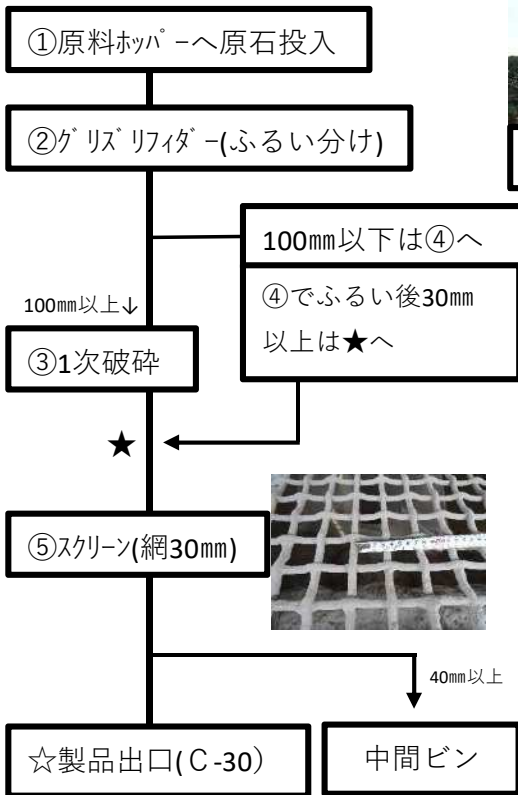 ①原料ホッパーへ原石投入
②グリズリフィダー(ふるい分け)
100㎜以下は④へ
④でふるい後30㎜
以上は★へ
100㎜以上↓
③1次破砕
★
⑤スクリーン(網30㎜)
40㎜以上
☆製品出口(C-30)
中間ビン